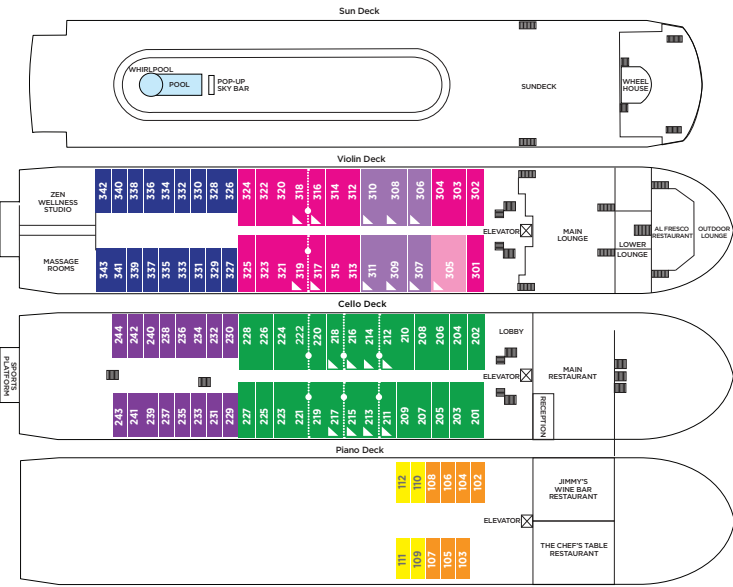 Sun Deck
WHIRLPOOL
POOL
POP-UP
SKY BAR
SUNDECK
WHEEL
HOUSE
Violin Deck
ZEN
WELLNESS
STUDIO
342 340 338 336 334 332 330 328 326 324 322 320 318 316 314 312 310 308 306 304 303 302
ELEVATOR
MAIN
LOUNGE
LOWER
LOUNGE
AL FRESCO
RESTAURANT
OUTDOOR
LOUNGE
MASSAGE
ROOMS
343 341 339 337 335 333 331 329 327 325 323 321 319 317 315 313 311 309 307 305 301
Cello Deck
SPORTS
PLATFORM
244 242 240 238 236 234 232 230 228 226 224 222 220 218 216 214 212 210 208 206 204 202
LOBBY
ELEVATOR
MAIN
RESTAURANT
RECEPTION
243 241 239 237 235 233 231 229 227 225 223 221 219 217 215 213 211 209 207 205 203 201
Piano Deck
112 110 108 106 104 102
JIMMY'S
WINE BAR
RESTAURANT
ELEVATOR
THE CHEF'S TABLE
RESTAURANT
111 109 107 105 103